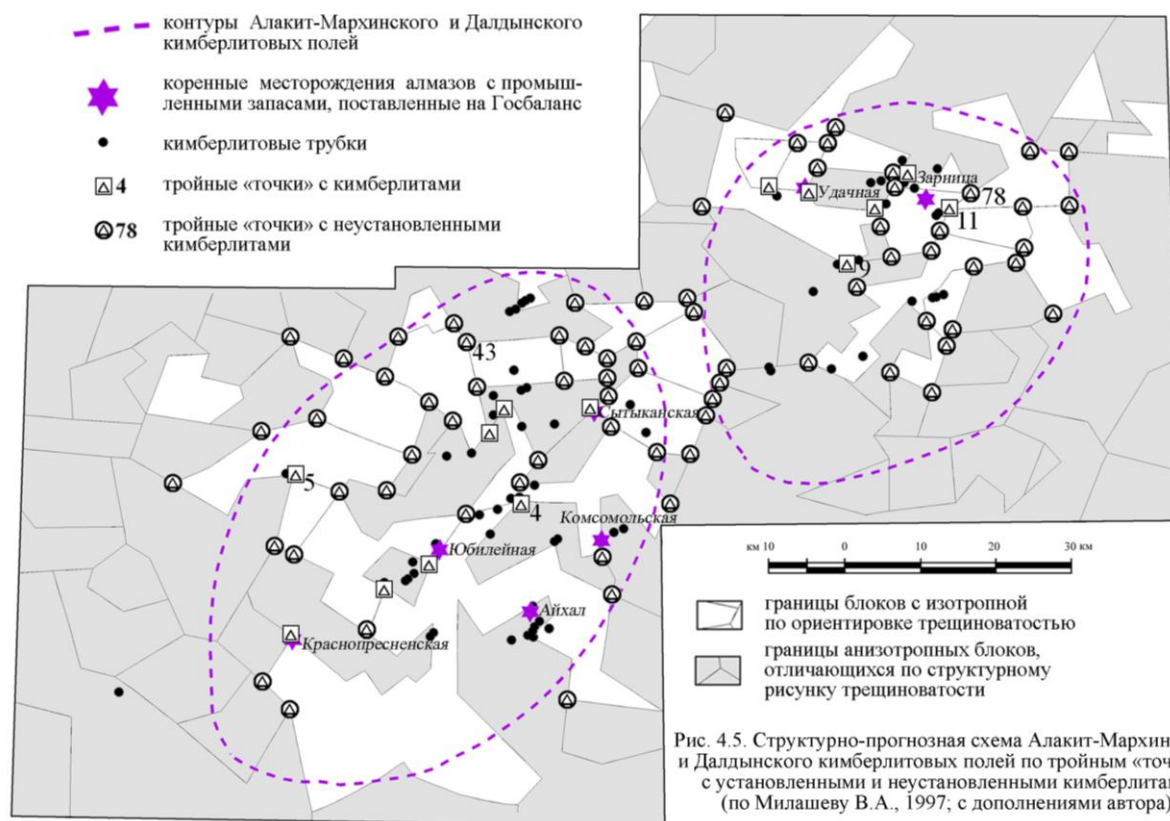 контуры Алакит-Мархинского и Далдынского
кимберлитовых полей
коренные месторождения алмазов с промыш-
ленными запасами, поставленные на Госбаланс
кимберлитовые трубки
4 тройные «точки» с кимберлитами
78 тройные «точки» с неустановленными
кимберлитами
Зарница
Удачная
78
11
9
43
Сытыканская
5
4
Комсомольская
Юбилейная
Айхал
Краснопресненская
км 10 0 10 20 30 км
границы блоков с изотропной
по ориентировке трещиноватостью
границы анизотропных блоков,
отличающихся по структурному
рисунку трещиноватости
Рис. 4.5. Структурно-прогнозная схема Алакит-Мархин
и Далдынского кимберлитовых полей по тройным «точ
с установленными и неустановленными кимберлита
(по Милашеву В.А., 1997; с дополнениями автора)